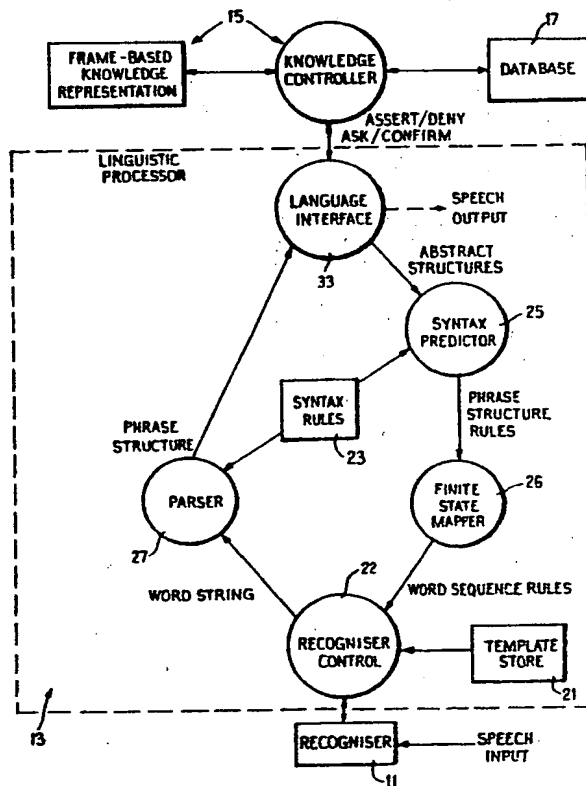 15
17
FRAME-BASED
KNOWLEDGE
REPRESENTATION
KNOWLEDGE
CONTROLLER
DATABASE
ASSERT/DENY
ASK/CONFIRM
LINGUISTIC
PROCESSOR
LANGUAGE
INTERFACE
33
SPEECH
OUTPUT
ABSTRACT
STRUCTURES
25
SYNTAX
PREDICTOR
SYNTAX
RULES
23
PHRASE
STRUCTURE
PHRASE
STRUCTURE
RULES
PARSER
27
FINITE
STATE
MAPPER
26
WORD STRING
22
WORD SEQUENCE RULES
RECOGNISER
CONTROL
TEMPLATE
STORE
21
13
RECOGNISER
11
SPEECH
INPUT